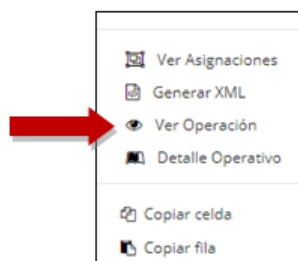 Ver Asignaciones
Generar XML
Ver Operación
Detalle Operativo
Copiar celda
Copiar fila